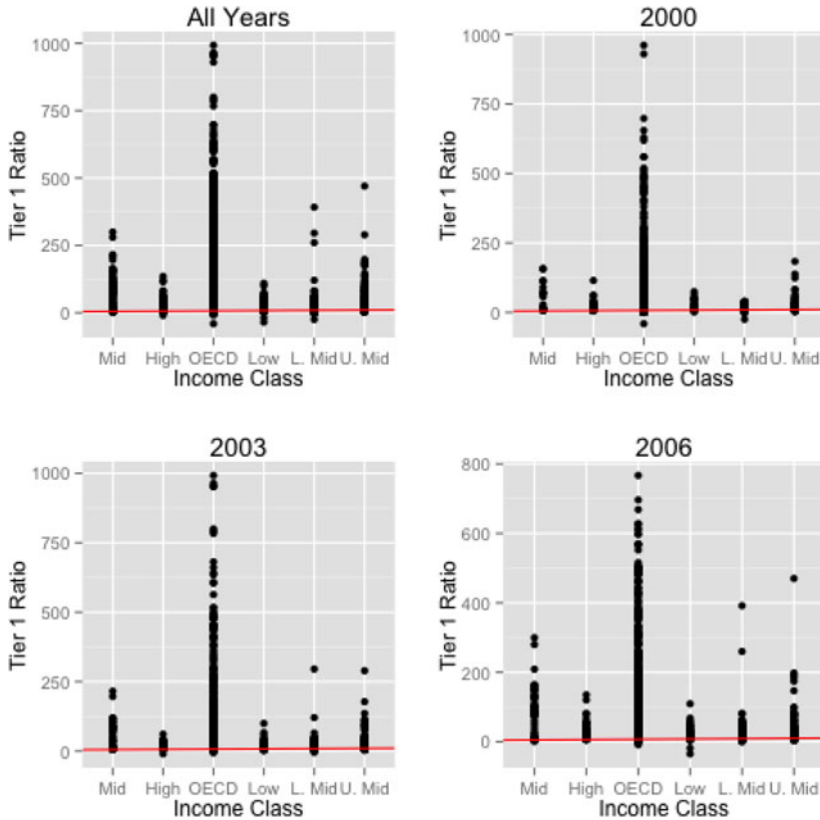 All Years
Tier 1 Ratio
1000
750
500
250
0
Mid High OECD Low L. Mid U. Mid
Income Class
2000
Tier 1 Ratio
1000
750
500
250
0
Mid High OECD Low L. Mid U. Mid
Income Class
2003
Tier 1 Ratio
1000
750
500
250
0
Mid High OECD Low L. Mid U. Mid
Income Class
2006
Tier 1 Ratio
800
600
400
200
0
Mid High OECD Low L. Mid U. Mid
Income Class